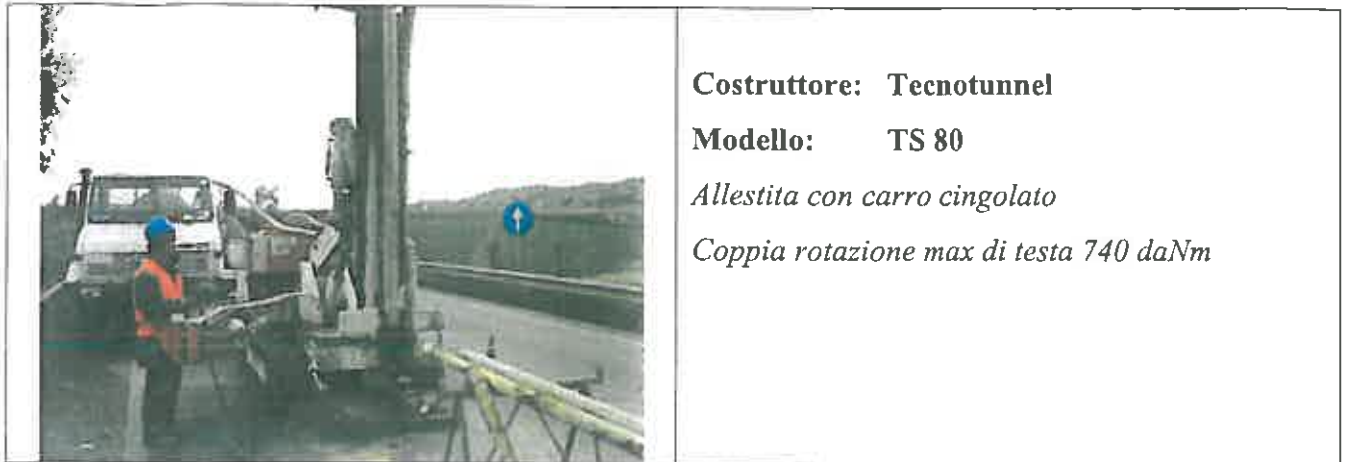 Costruttore: Tecnotunnel
Modello: TS 80
Allestita con carro cingolato
Coppia rotazione max di testa 740 daNm